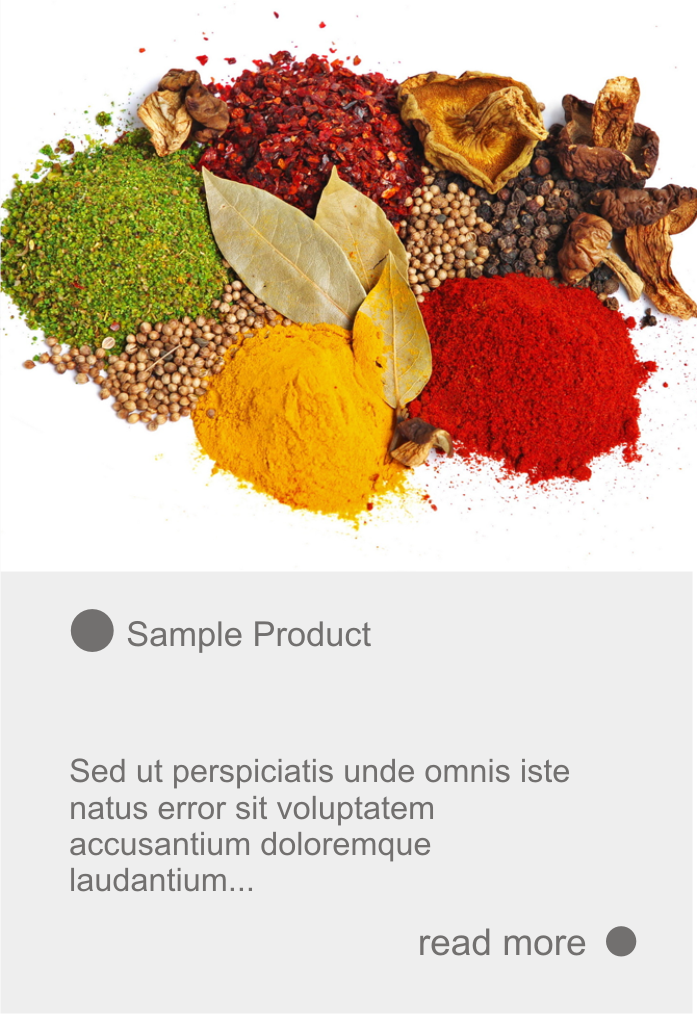 Sample Product
Sed ut perspiciatis unde omnis iste
natus error sit voluptatem
accusantium doloremque
laudantium...
read more